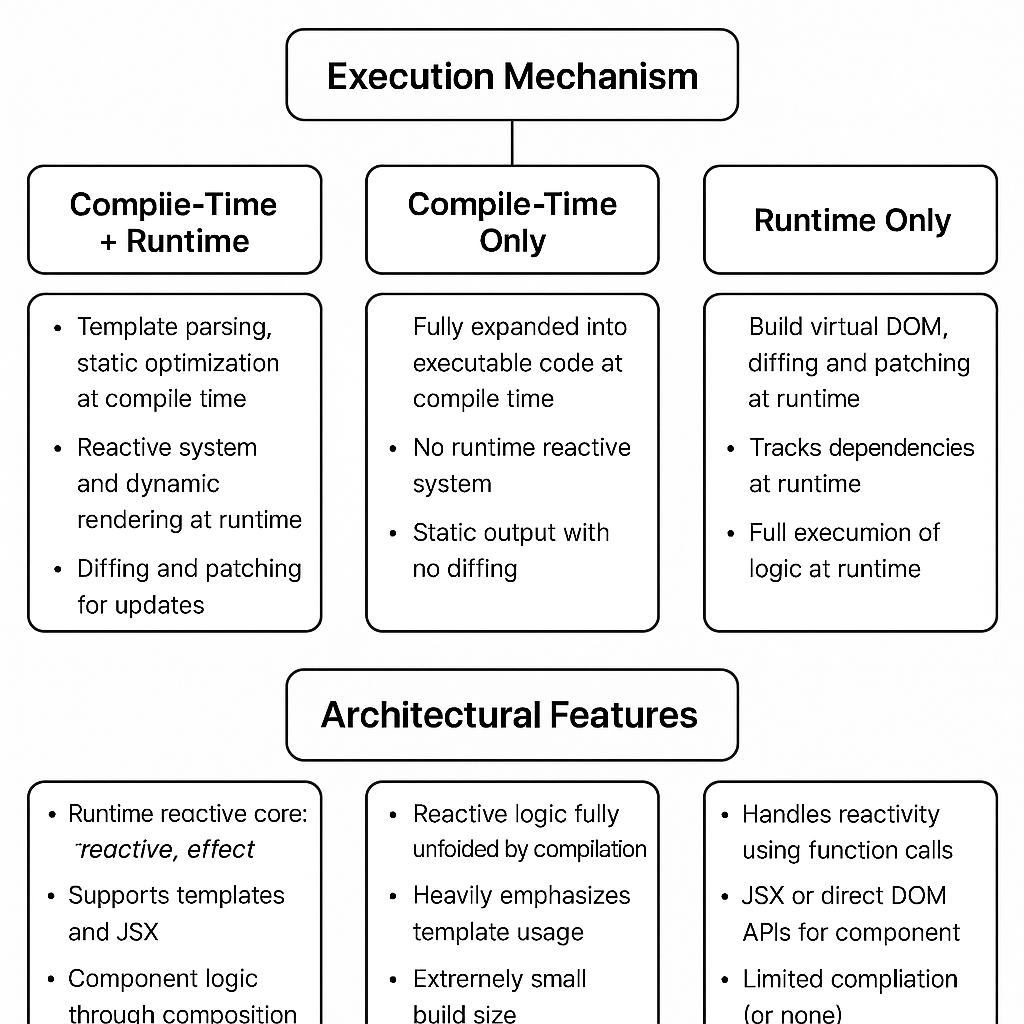 Execution Mechanism
Compiie-Time
+ Runtime
• Template parsing,
static optimization
at compile time
• Reactive system
and dynamic
rendering at runtime
• Diffing and patching
for updates
Compile-Time
Only
Fully expanded into
executable code at
compile time
• No runtime reactive
system
• Static output with
no diffing
Runtime Only
Build virtual DOM,
diffing and patching
at runtime
• Tracks dependencies
at runtime
• Full execumion of
logic at runtime
Architectural Features
• Runtime reactive core:
reactive, effect
• Supports templates
and JSX
• Component logic
through composition
• Reactive logic fully
unfoided by compilation
• Heavily emphasizes
template usage
• Extrernely small
build size
• Handles reactivity
using function calls
• JSX or direct DOM
APIs for component
• Limited compliation
(or none)